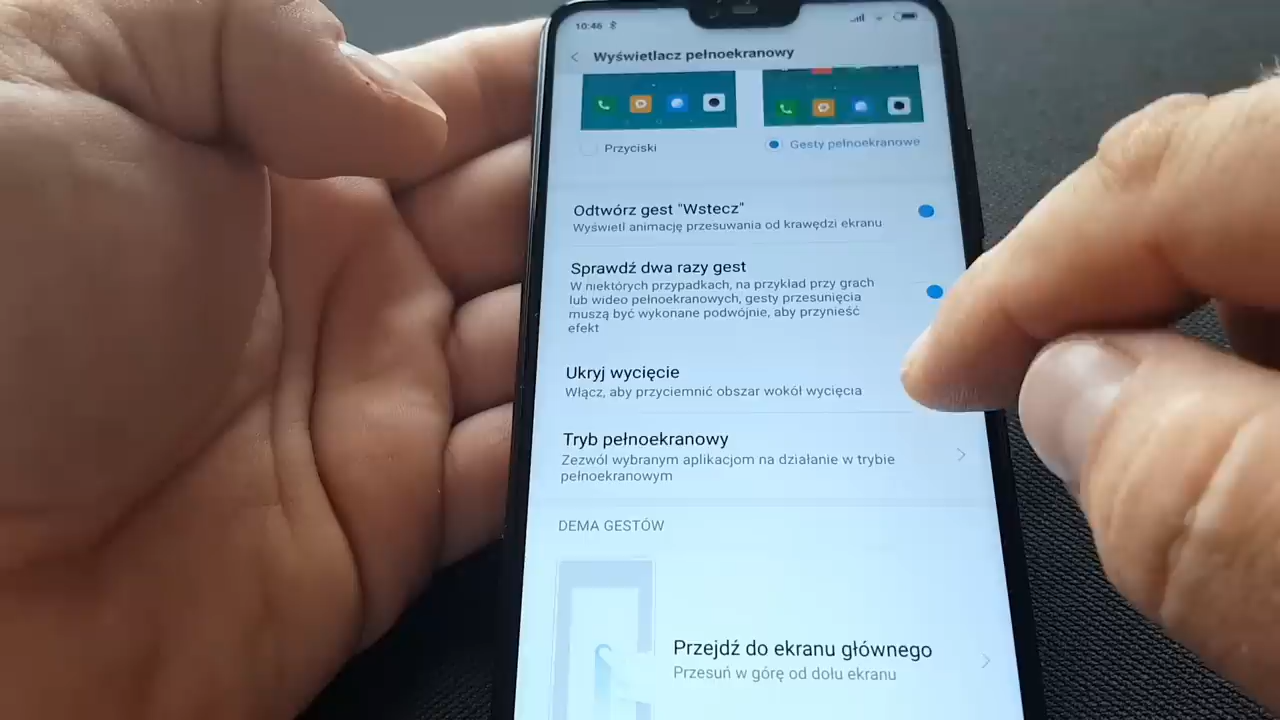 10:46
Wyświetlacz pełnoekranowy
Przyciski
Gesty pełnoekranowe
Odtwórz gest "Wstecz"
Wyświetl animację przesuwania od krawędzi ekranu
Sprawdź dwa razy gest
W niektórych przypadkach, na przykład przy grach
lub wideo pełnoekranowych, gesty przesunięcia
muszą być wykonane podwójnie, aby przynieść
efekt
Ukryj wycięcie
Włącz, aby przyciemnić obszar wokół wycięcia
Tryb pełnoekranowy
Zezwól wybranym aplikacjom na działanie w trybie
pełnoekranowym
DEMA GESTÓW
Przejdź do ekranu głównego
Przesuń w górę od dołu ekranu